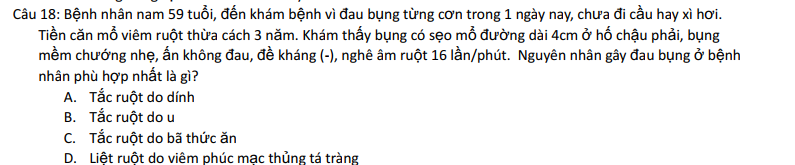 Câu 18: Bệnh nhân nam 59 tuổi, đến khám bệnh vì đau bụng từng cơn trong 1 ngày nay, chưa đi cầu hay xì hơi.
Tiền căn mổ viêm ruột thừa cách 3 năm. Khám thấy bụng có sẹo mổ đường dài 4cm ở hố chậu phải, bụng
mềm chướng nhẹ, ấn không đau, đề kháng (-), nghê âm ruột 16 lần/phút. Nguyên nhân gây đau bụng ở bệnh
nhân phù hợp nhất là gì?
A. Tắc ruột do dính
B. Tắc ruột do u
C. Tắc ruột do bã thức ăn
D. Liệt ruột do viêm phúc mạc thủng tá tràng